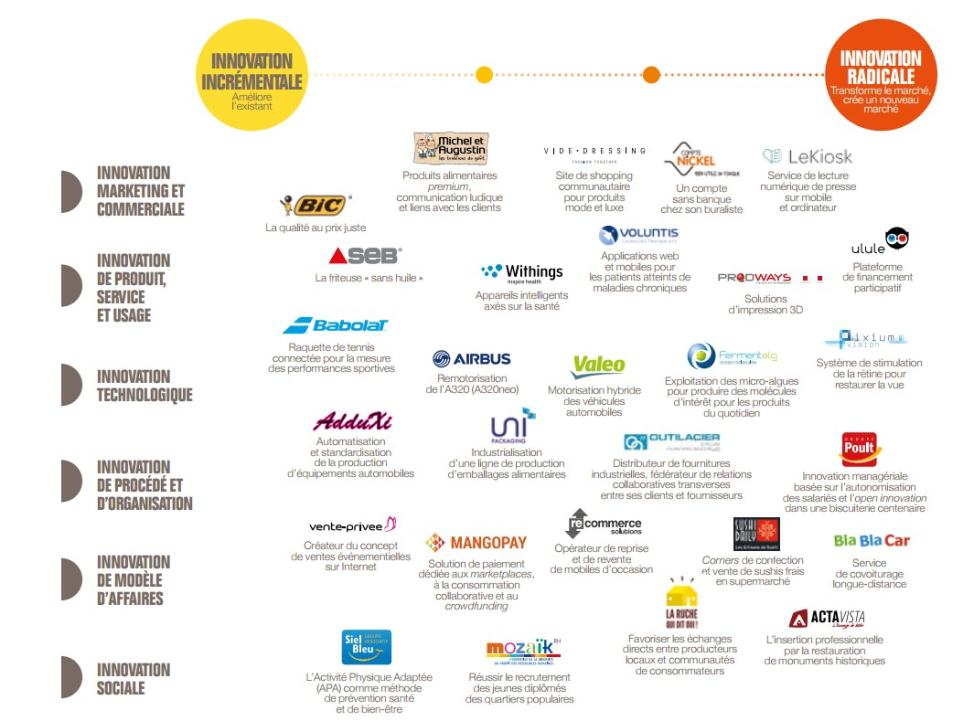 INNOVATION
INCRÉMENTALE
Améliore
l'existant
INNOVATION
RADICALE
Transforme le marché,
crée un nouveau
marché
INNOVATION
MARKETING ET
COMMERCIALE
BIC
La qualité au prix juste
Michel et
Augustin
les trublions du goût
Produits alimentaires
premium,
communication ludique
et liens avec les clients
VIDE•DRESSING
FASHION TOGETHER
Site de shopping
communautaire
pour produits
mode et luxe
COMPTE
NICKEL
Un compte
sans banque
chez son buraliste
LeKiosk
Service de lecture
numérique de presse
sur mobile
et ordinateur
INNOVATION
DE PRODUIT,
SERVICE
ET USAGE
SEB
La friteuse « sans huile »
Withings
Inspire health
Appareils intelligents
axés sur la santé
VOLUNTIS
Applications web
et mobiles pour
les patients atteints de
maladies chroniques
PRODWAYS
Solutions
d'impression 3D
ulule
Plateforme
de financement
participatif
INNOVATION
TECHNOLOGIQUE
BabolaT
Raquette de tennis
connectée pour la mesure
des performances sportives
AIRBUS
Remotorisation
de l'A320 (A320neo)
Valeo
Motorisation hybride
des véhicules
automobiles
Fermentalg
Exploitation des micro-algues
pour produire des molécules
d'intérêt pour les produits
du quotidien
Pixium
vision
Système de stimulation
de la rétine pour
restaurer la vue
INNOVATION
DE PROCÉDÉ ET
D'ORGANISATION
AdduXi
Automatisation
et standardisation
de la production
d'équipements automobiles
UNI
PACKAGING
Industrialisation
d'une ligne de production
d'emballages alimentaires
OUTILACIER
Distributeur de fournitures
industrielles, fédérateur de relations
collaboratives transverses
entre ses clients et fournisseurs
GROUPE
Poult
Innovation managériale
basée sur l'autonomisation
des salariés et l'open innovation
dans une biscuiterie centenaire
INNOVATION
DE MODÈLE
D'AFFAIRES
vente-privee
Créateur du concept
de ventes événementielles
sur Internet
MANGOPAY
Solution de paiement
dédiée aux marketplaces,
à la consommation
collaborative et au
crowdfunding
recommerce
solutions
Opérateur de reprise
et de revente
de mobiles d'occasion
SUSHI
DAILY
Corners de confection
et vente de sushis frais
en supermarché
BlaBlaCar
Service
de covoiturage
longue-distance
INNOVATION
SOCIALE
Siel
Bleu
L'Activité Physique Adaptée
(APA) comme méthode
de prévention santé
et de bien-être
mozaïk RH
Réussir le recrutement
des jeunes diplômés
des quartiers populaires
LA RUCHE
QUI DIT OUI !
Favoriser les échanges
directs entre producteurs
locaux et communautés
de consommateurs
ACTAVISTA
L'insertion professionnelle
par la restauration
de monuments historiques